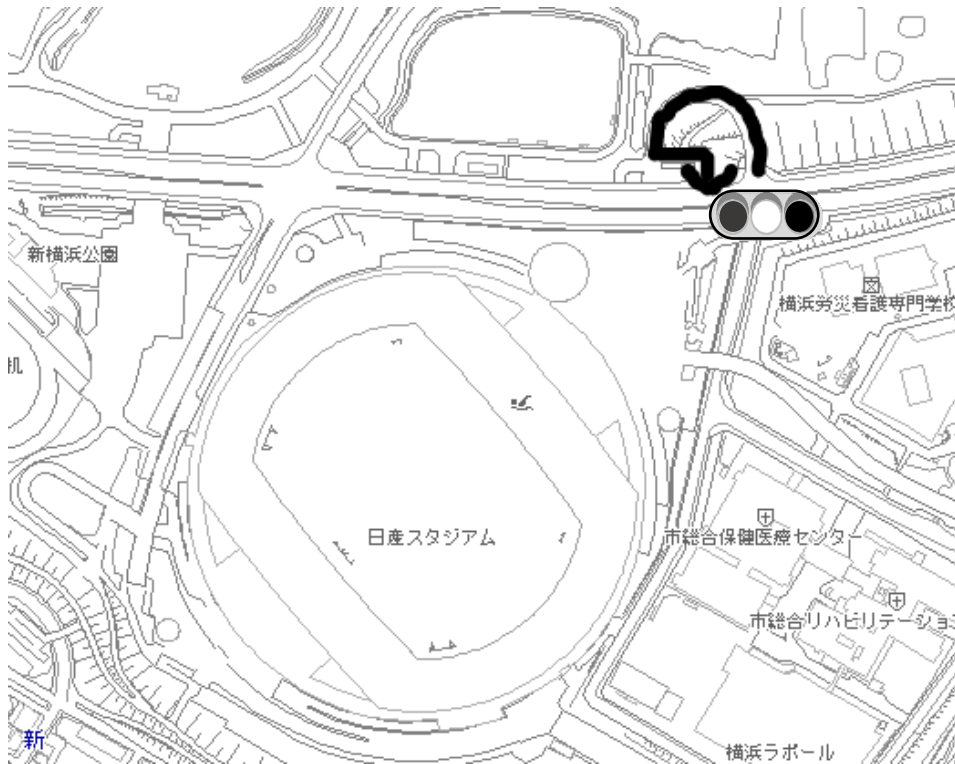 新横浜公園
横浜労災看護専門学校
机
日産スタジアム
市総合保健医療センター
市総合リハビリテーショ
新
横浜ラポール